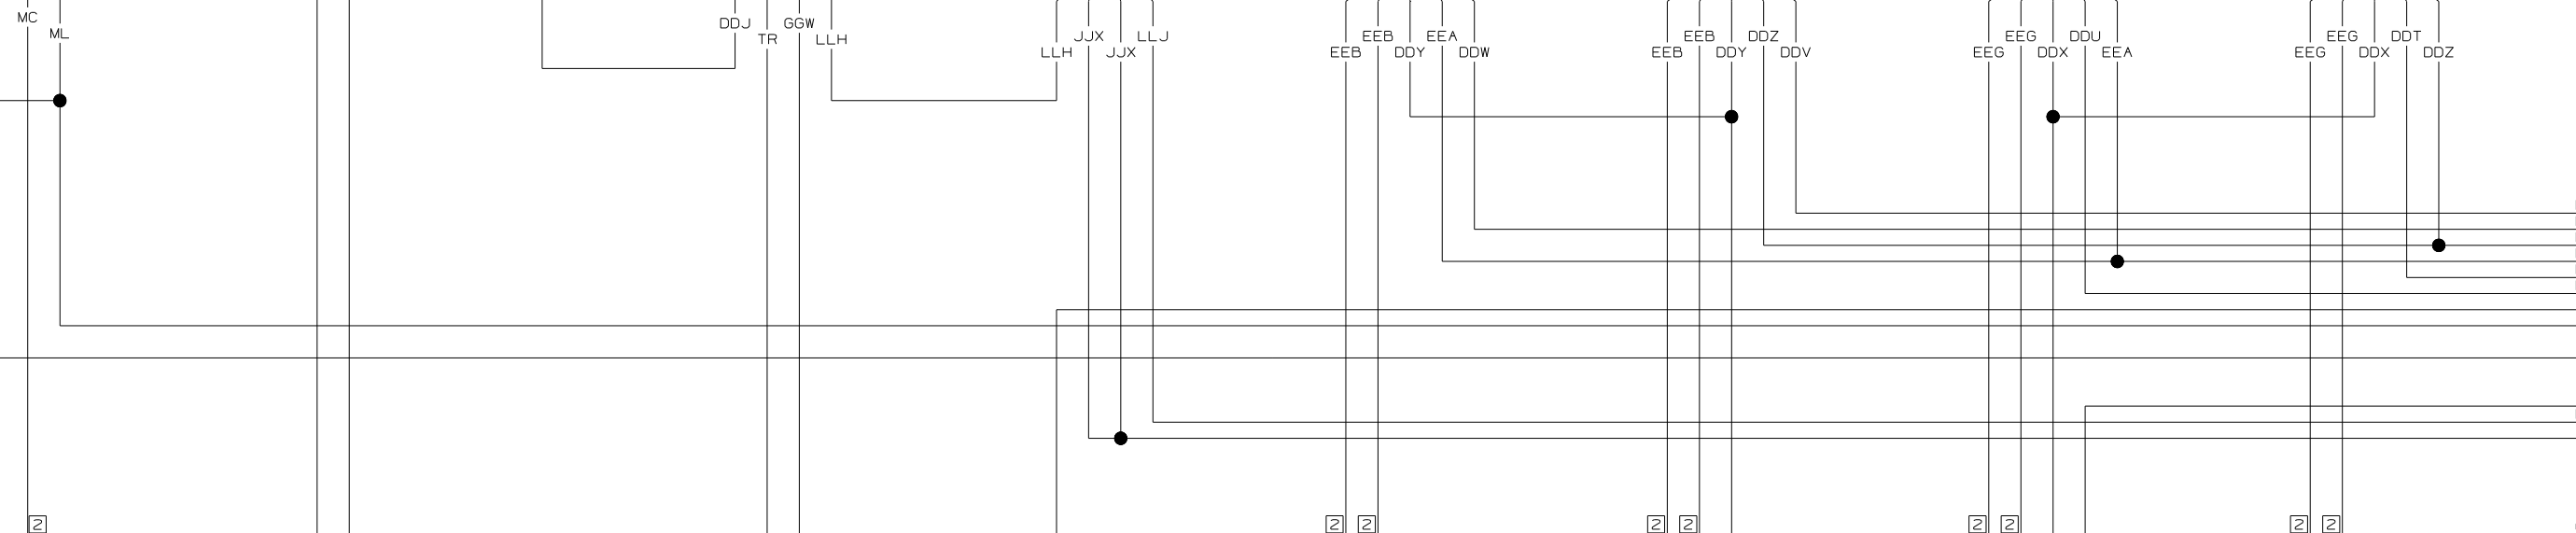 MC ML DDJ TR GGW LLH LLH JJX JJX LLJ EEB EEB DDY EEA DDW EEB EEB DDY DDZ DDV EEG EEG DDX DDU EEA EEG EEG DDX DDT DDZ
2 2 2 2 2 2 2 2 2